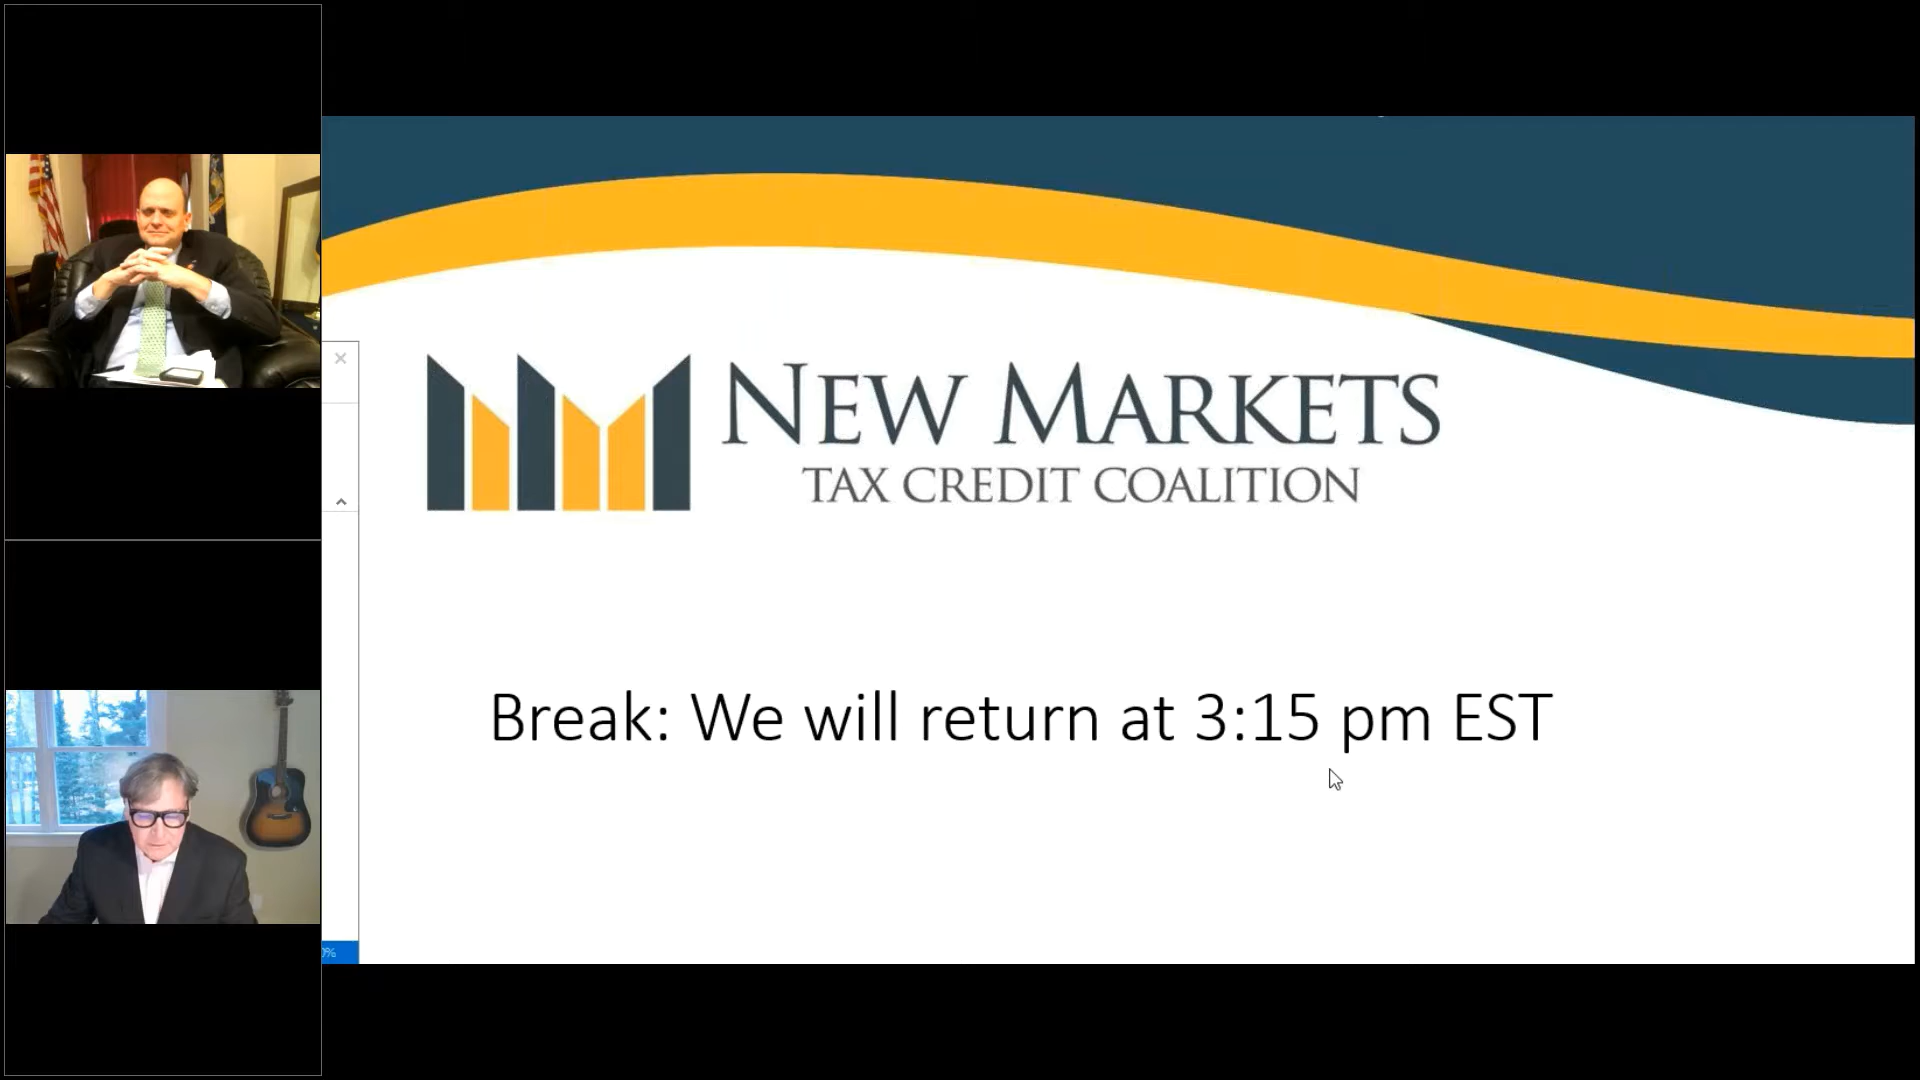 NEW MARKETS
TAX CREDIT COALITION
Break: We will return at 3:15 pm EST